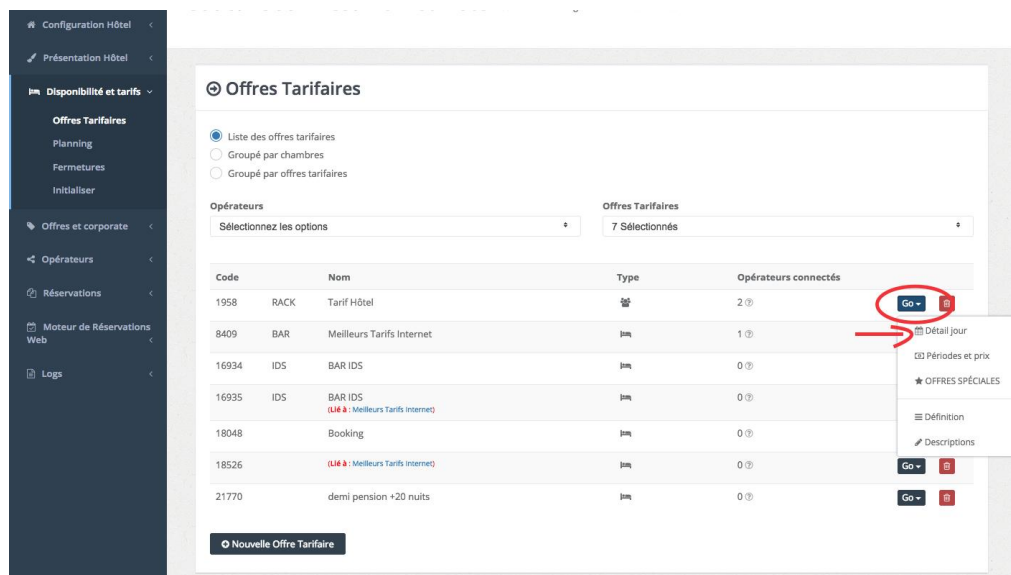 Configuration Hôtel
Présentation Hôtel
Disponibilité et tarifs
Offres Tarifaires
Planning
Fermetures
Initialiser
Offres et corporate
Opérateurs
Réservations
Moteur de Réservations
Web
Logs
Offres Tarifaires
Liste des offres tarifaires
Groupé par chambres
Groupé par offres tarifaires
Opérateurs Offres Tarifaires
Sélectionnez les options 7 Sélectionnés
Code Nom Type Opérateurs connectés
1958 RACK Tarif Hôtel 2 Go
8409 BAR Meilleurs Tarifs Internet 1 Détail jour
16934 IDS BAR IDS 0 Périodes et prix
OFFRES SPÉCIALES
16935 IDS BAR IDS 0
(Lié à : Meilleurs Tarifs Internet)
Définition
18048 Booking 0 Descriptions
18526 (Lié à : Meilleurs Tarifs Internet) 0 Go
21770 demi pension +20 nuits 0 Go
Nouvelle Offre Tarifaire